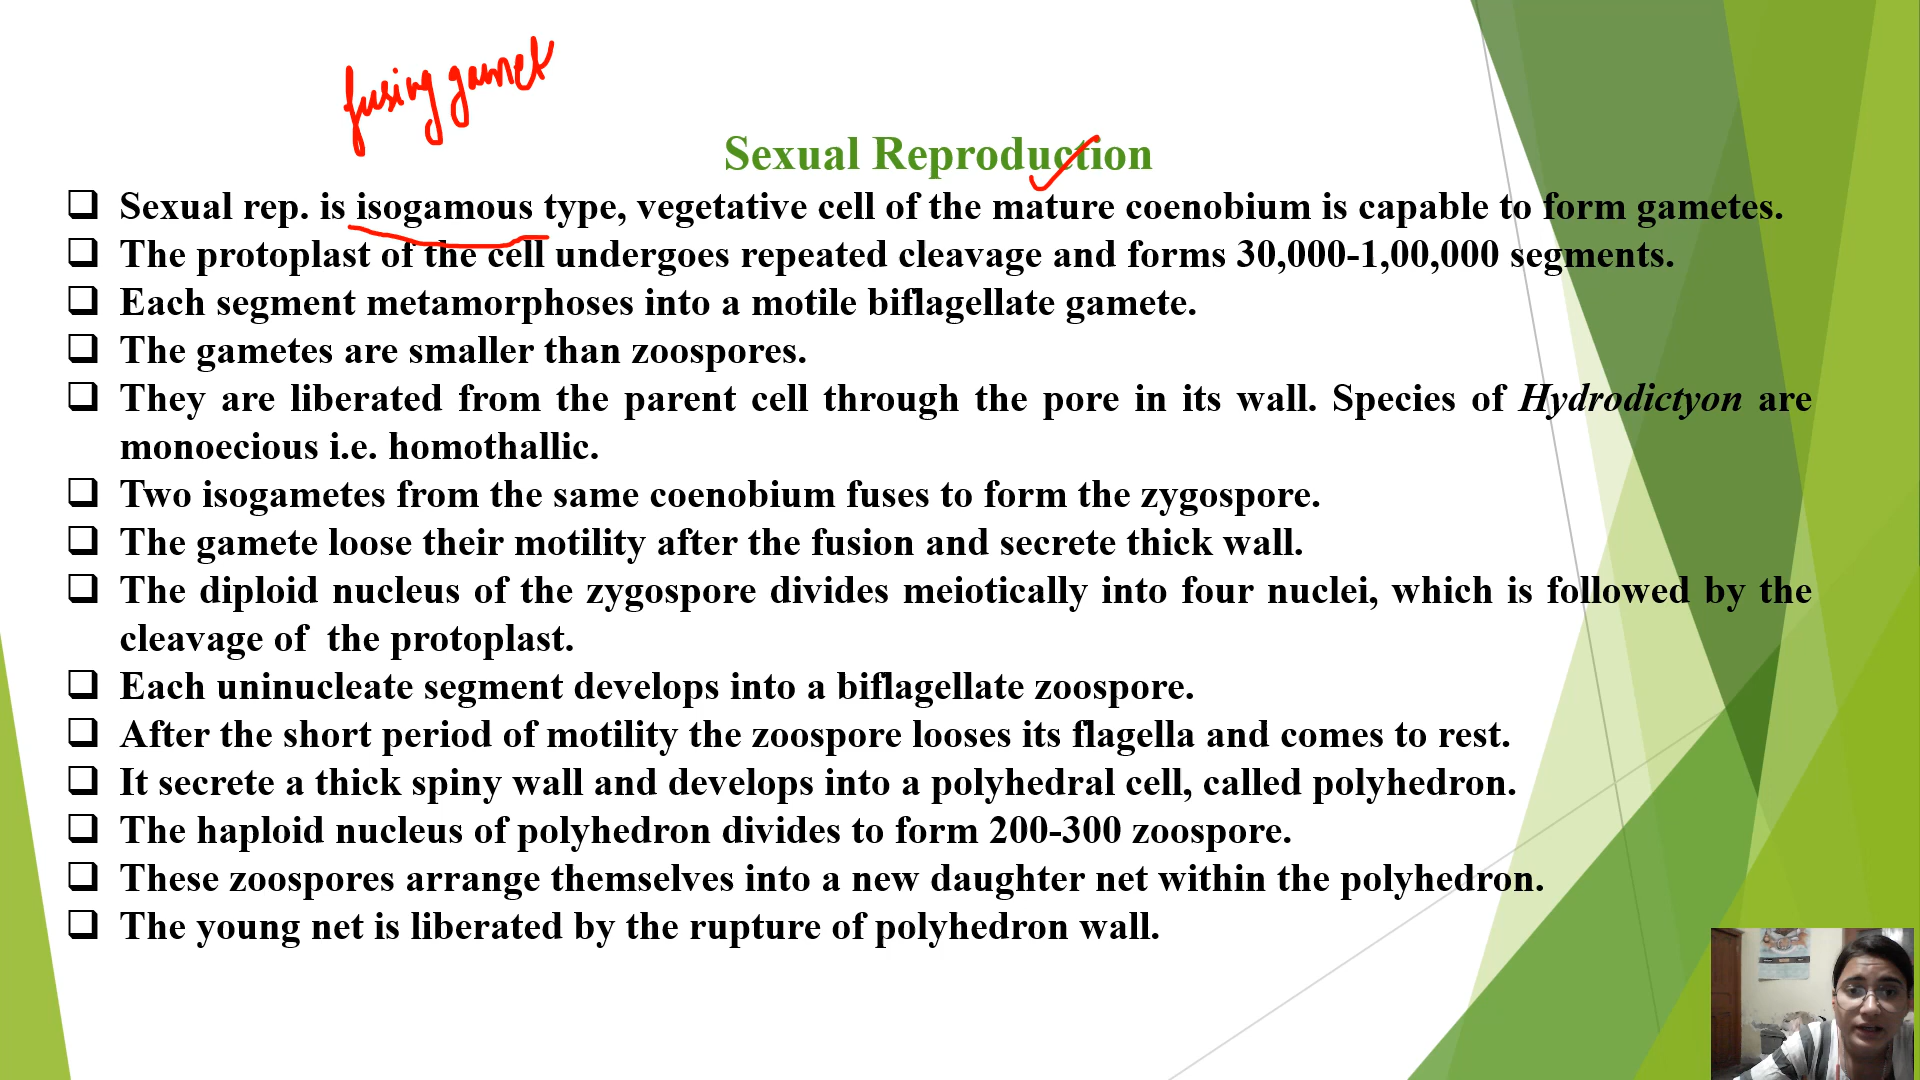 fusing gamet
Sexual Reproduction
Sexual rep. is isogamous type, vegetative cell of the mature coenobium is capable to form gametes.
The protoplast of the cell undergoes repeated cleavage and forms 30,000-1,00,000 segments.
Each segment metamorphoses into a motile biflagellate gamete.
The gametes are smaller than zoospores.
They are liberated from the parent cell through the pore in its wall. Species of Hydrodictyon are
monoecious i.e. homothallic.
Two isogametes from the same coenobium fuses to form the zygospore.
The gamete loose their motility after the fusion and secrete thick wall.
The diploid nucleus of the zygospore divides meiotically into four nuclei, which is followed by the
cleavage of the protoplast.
Each uninucleate segment develops into a biflagellate zoospore.
After the short period of motility the zoospore looses its flagella and comes to rest.
It secrete a thick spiny wall and develops into a polyhedral cell, called polyhedron.
The haploid nucleus of polyhedron divides to form 200-300 zoospore.
These zoospores arrange themselves into a new daughter net within the polyhedron.
The young net is liberated by the rupture of polyhedron wall.